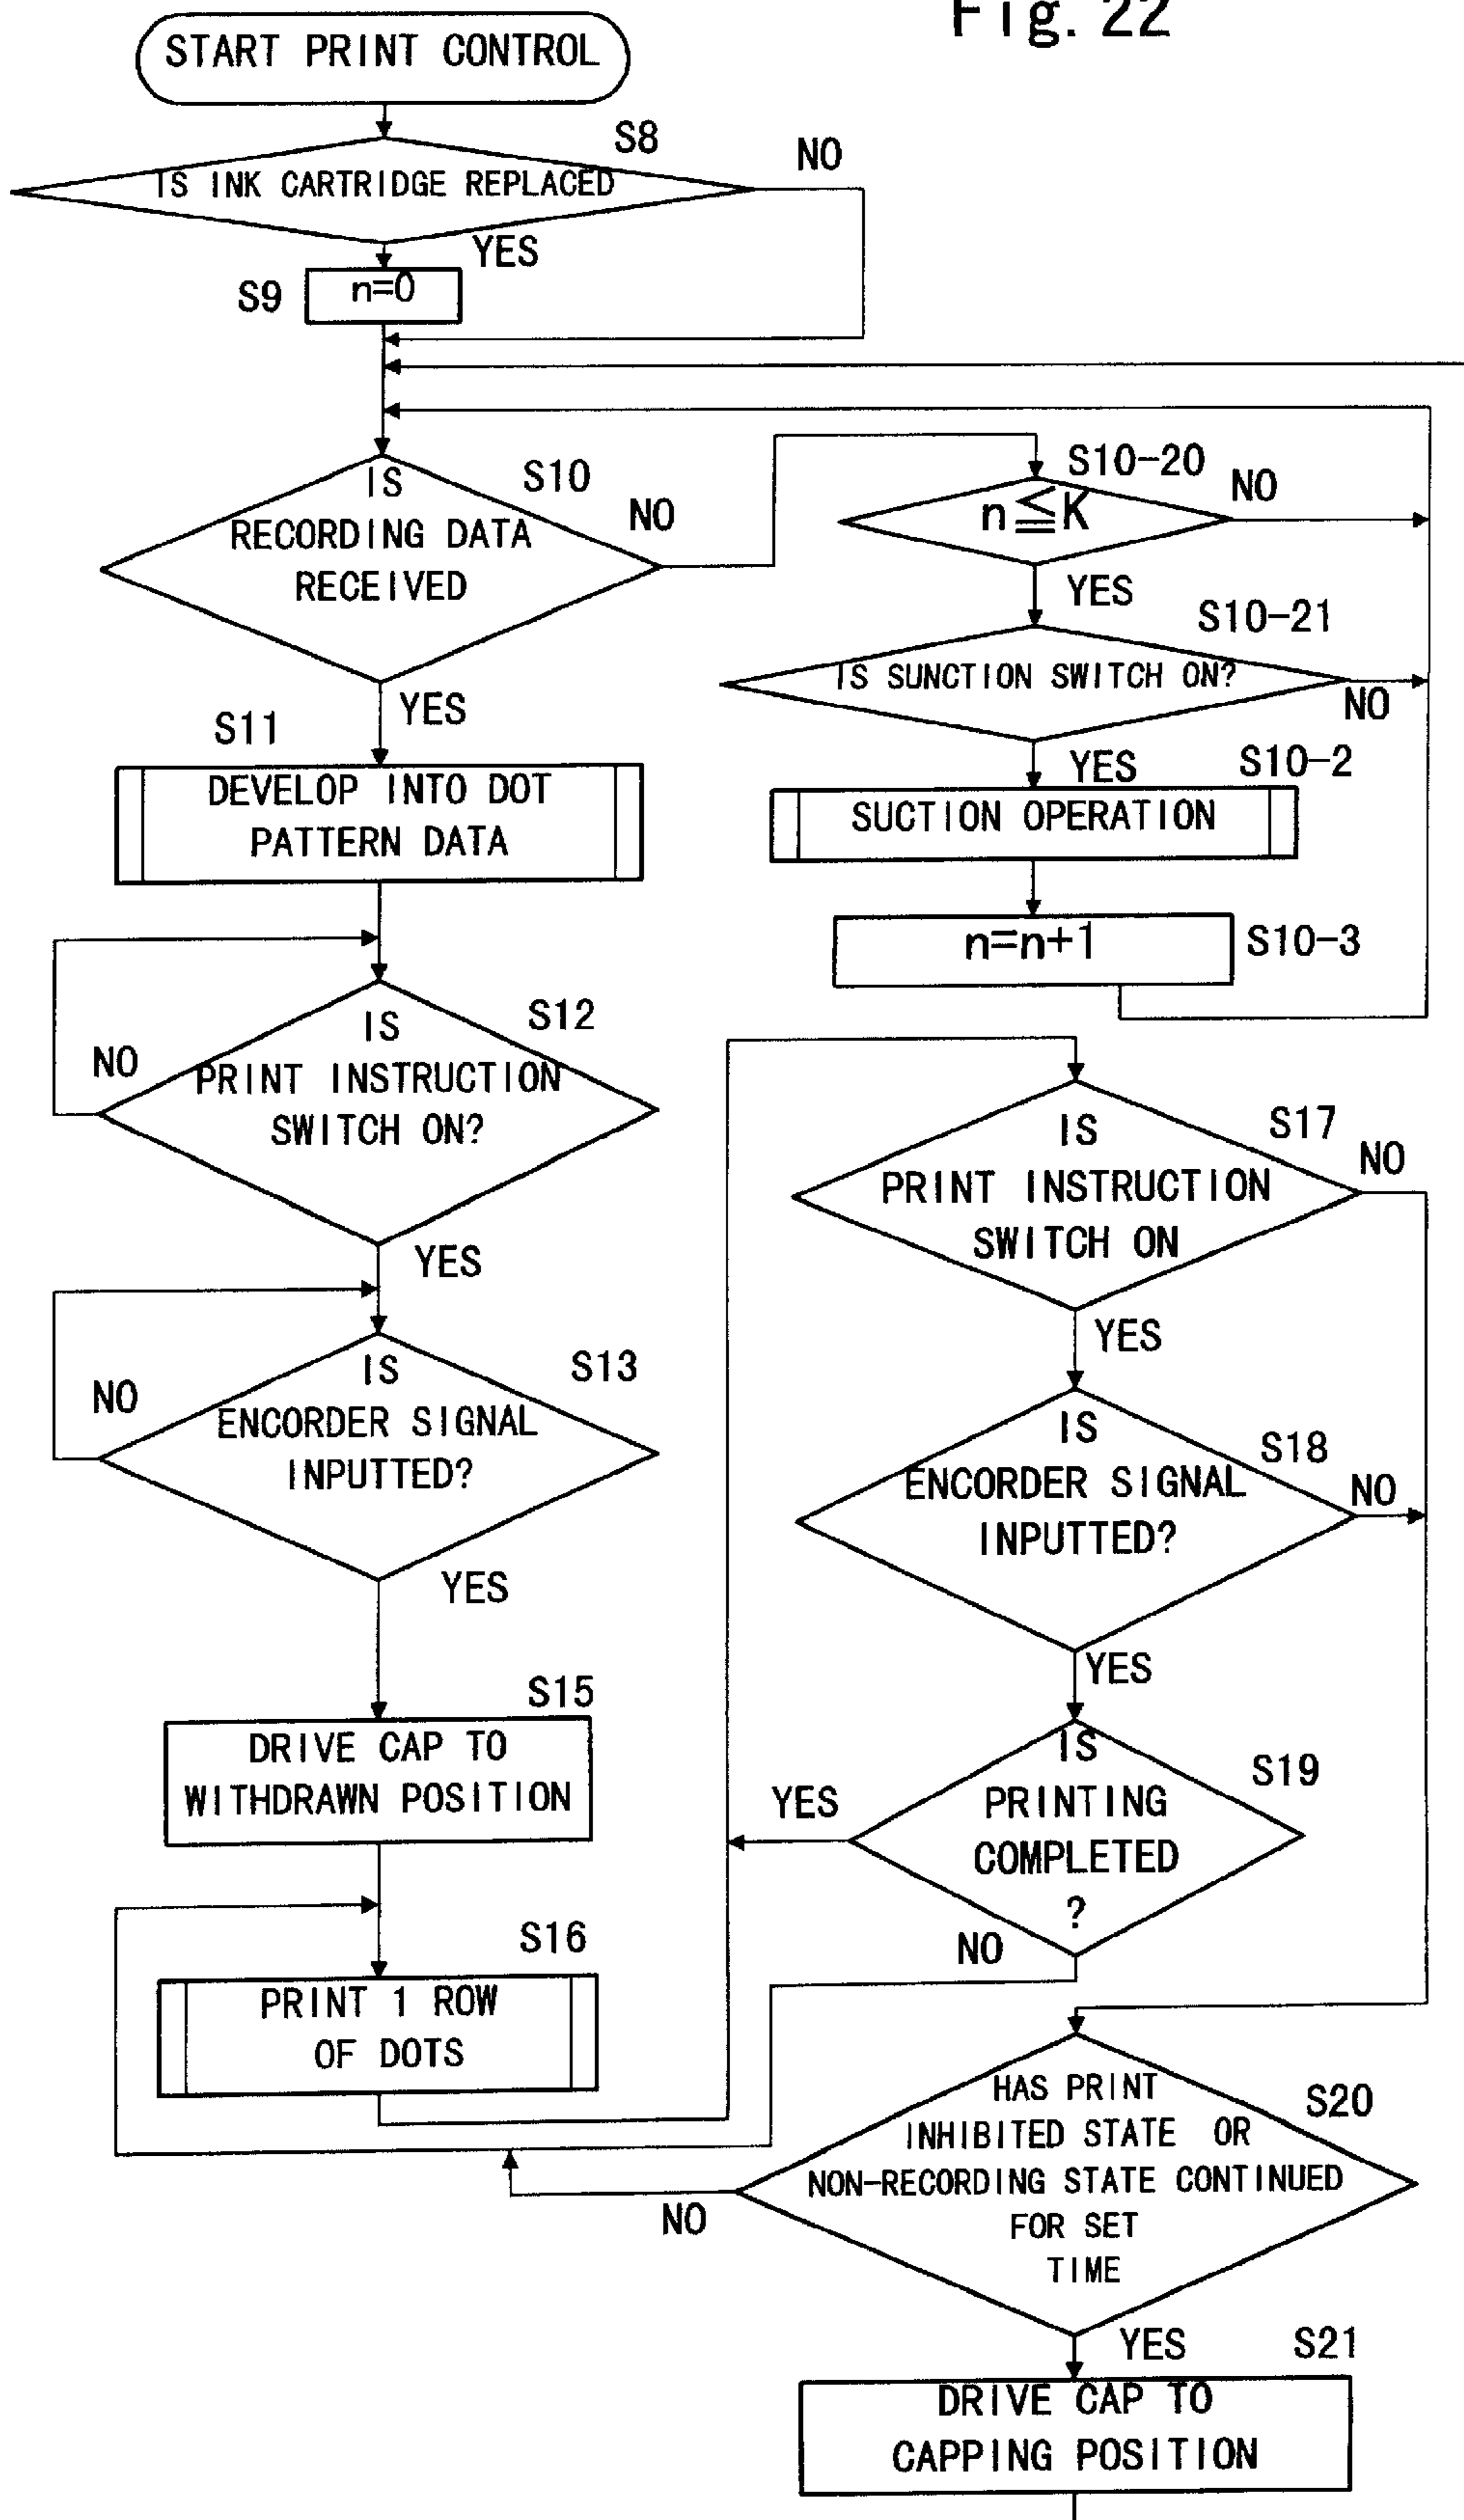 Fig. 22
START PRINT CONTROL
S8
NO
IS INK CARTRIDGE REPLACED
YES
S9
n=0
IS
RECORDING DATA
RECEIVED
S10
NO
S10-20
n≦K
NO
YES
S10-21
IS SUNCTION SWITCH ON?
NO
YES
S10-2
SUCTION OPERATION
n=n+1
S10-3
YES
S11
DEVELOP INTO DOT
PATTERN DATA
S12
NO
IS
PRINT INSTRUCTION
SWITCH ON?
YES
S13
NO
IS
ENCORDER SIGNAL
INPUTTED?
YES
S15
DRIVE CAP TO
WITHDRAWN POSITION
S16
PRINT 1 ROW
OF DOTS
S17
IS
PRINT INSTRUCTION
SWITCH ON
NO
YES
S18
IS
ENCORDER SIGNAL
INPUTTED?
NO
YES
S19
IS
PRINTING
COMPLETED
?
YES
NO
S20
HAS PRINT
INHIBITED STATE OR
NON-RECORDING STATE CONTINUED
FOR SET
TIME
NO
YES
S21
DRIVE CAP TO
CAPPING POSITION